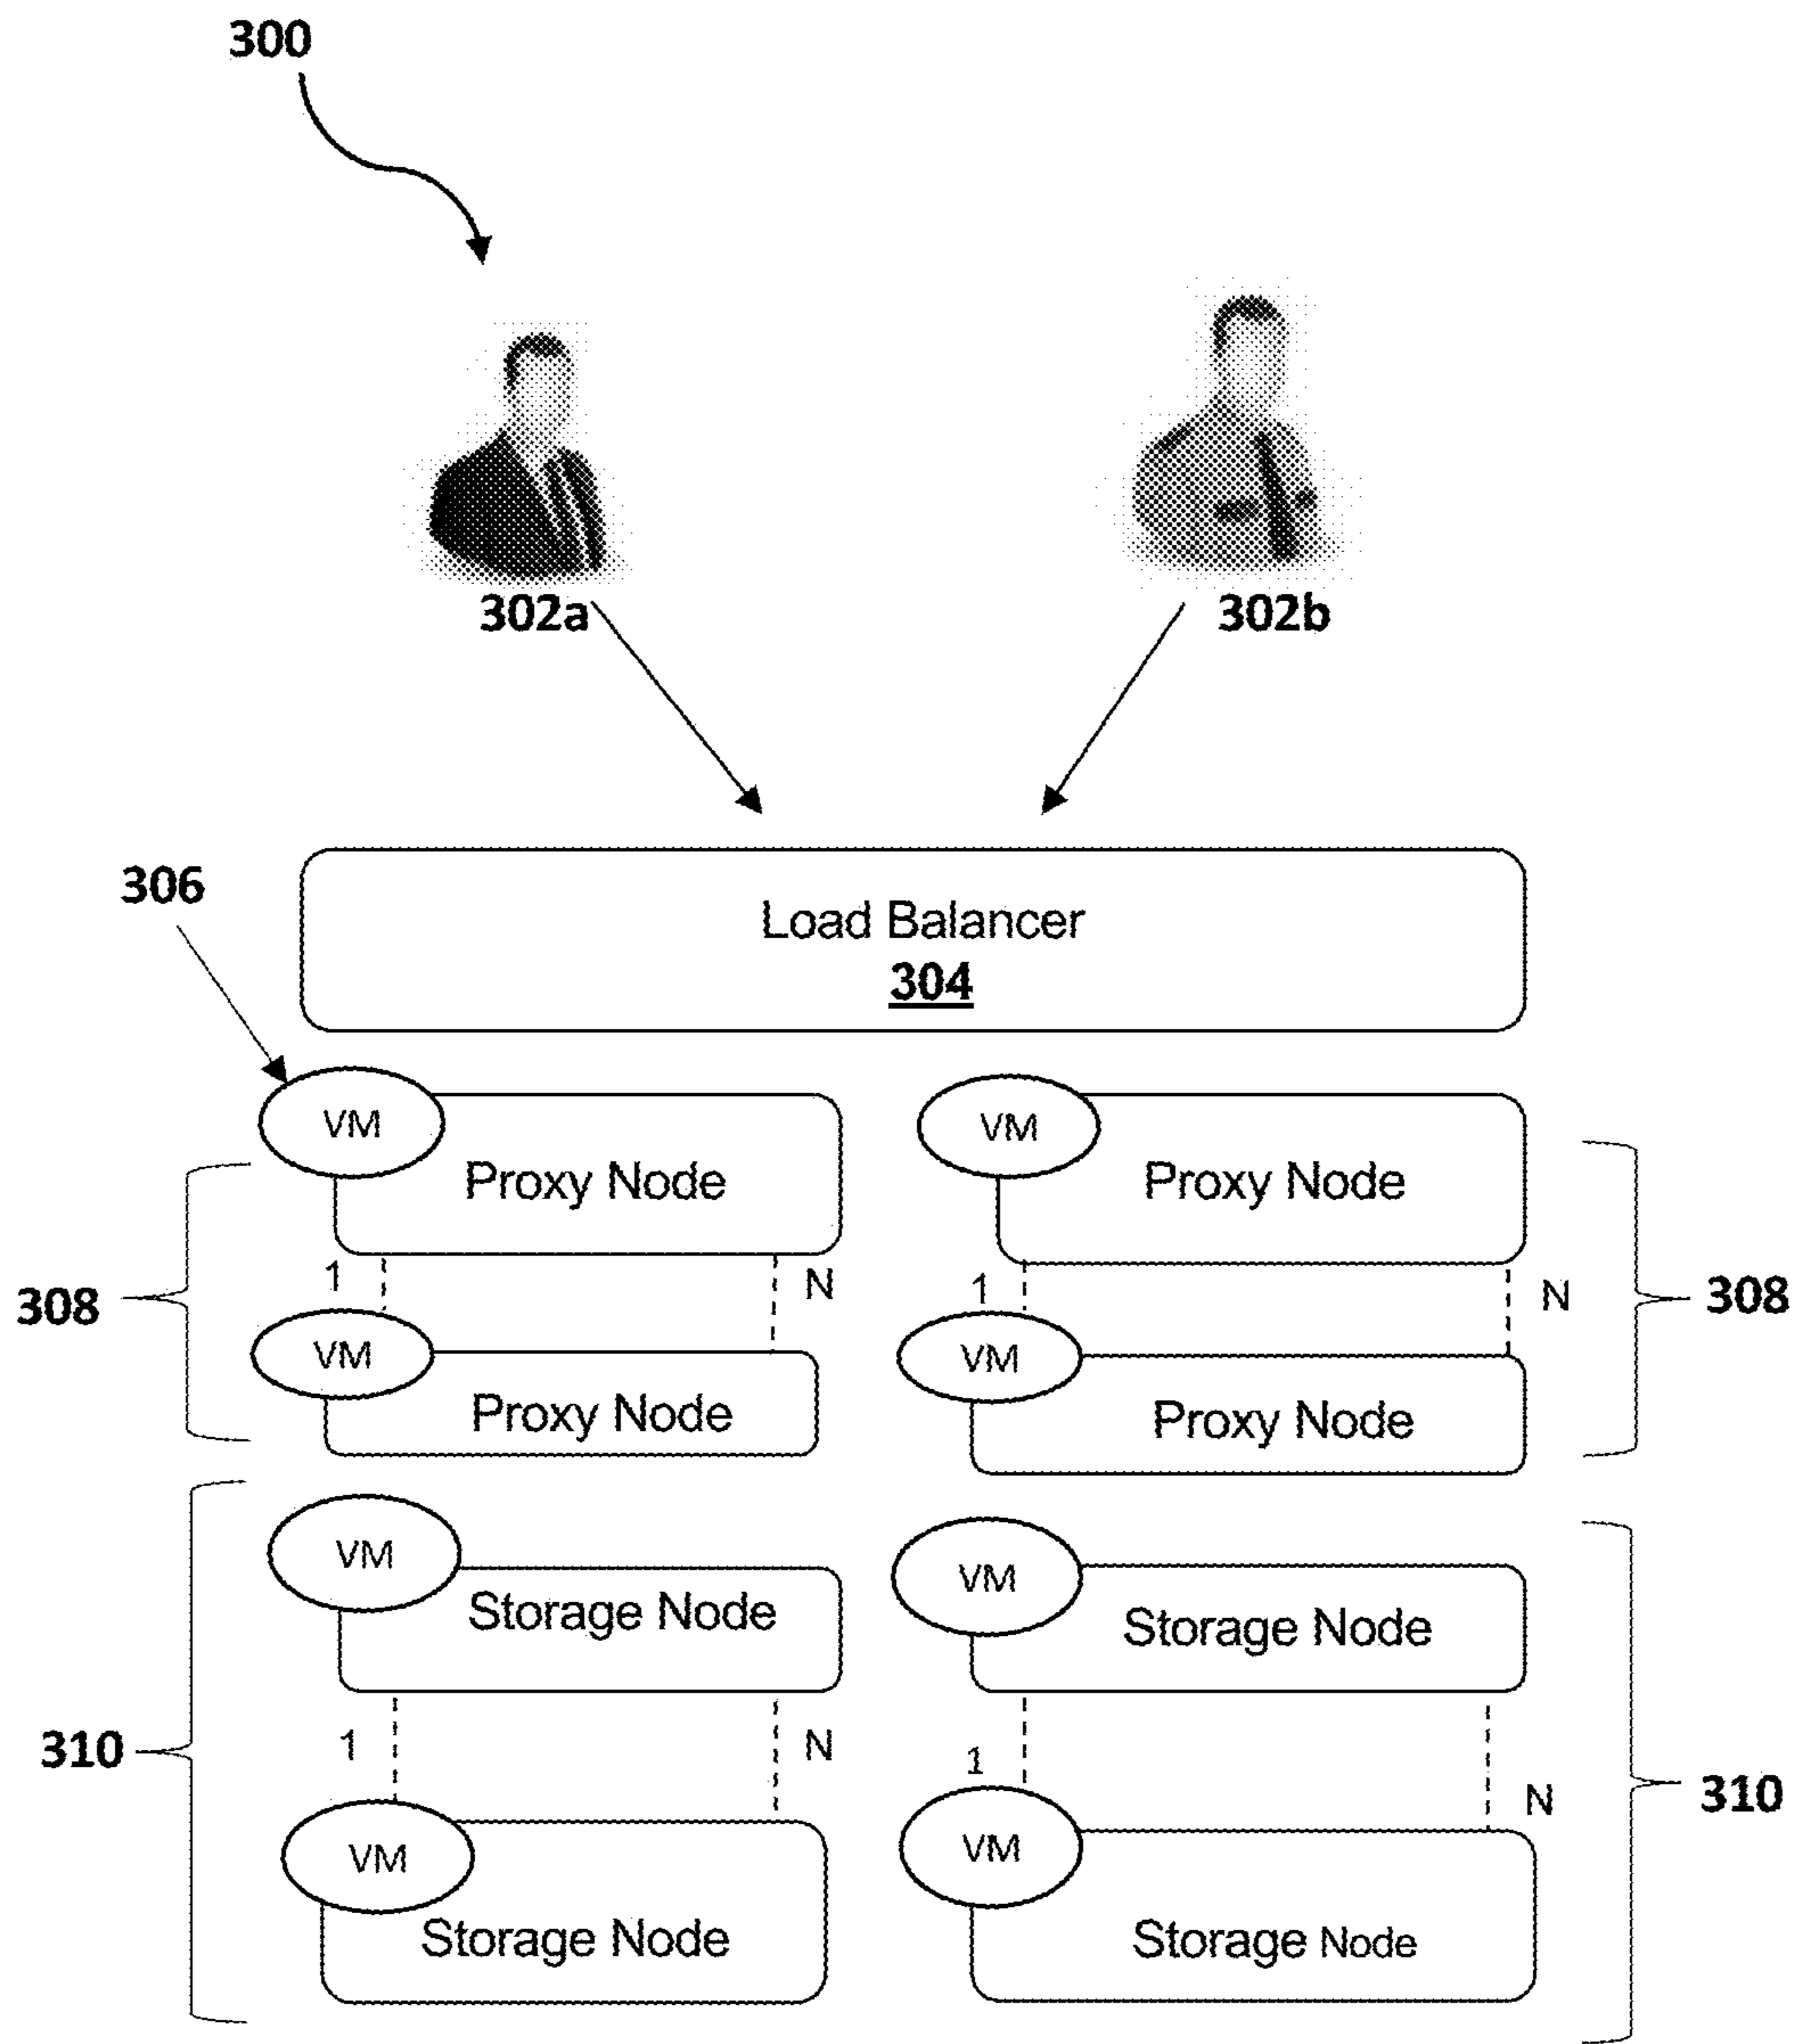 300
302a
302b
306
Load Balancer
304
VM
Proxy Node
VM
Proxy Node
308
1
N
1
N
308
VM
Proxy Node
VM
Proxy Node
VM
Storage Node
VM
Storage Node
310
1
N
1
N
310
VM
Storage Node
VM
Storage Node